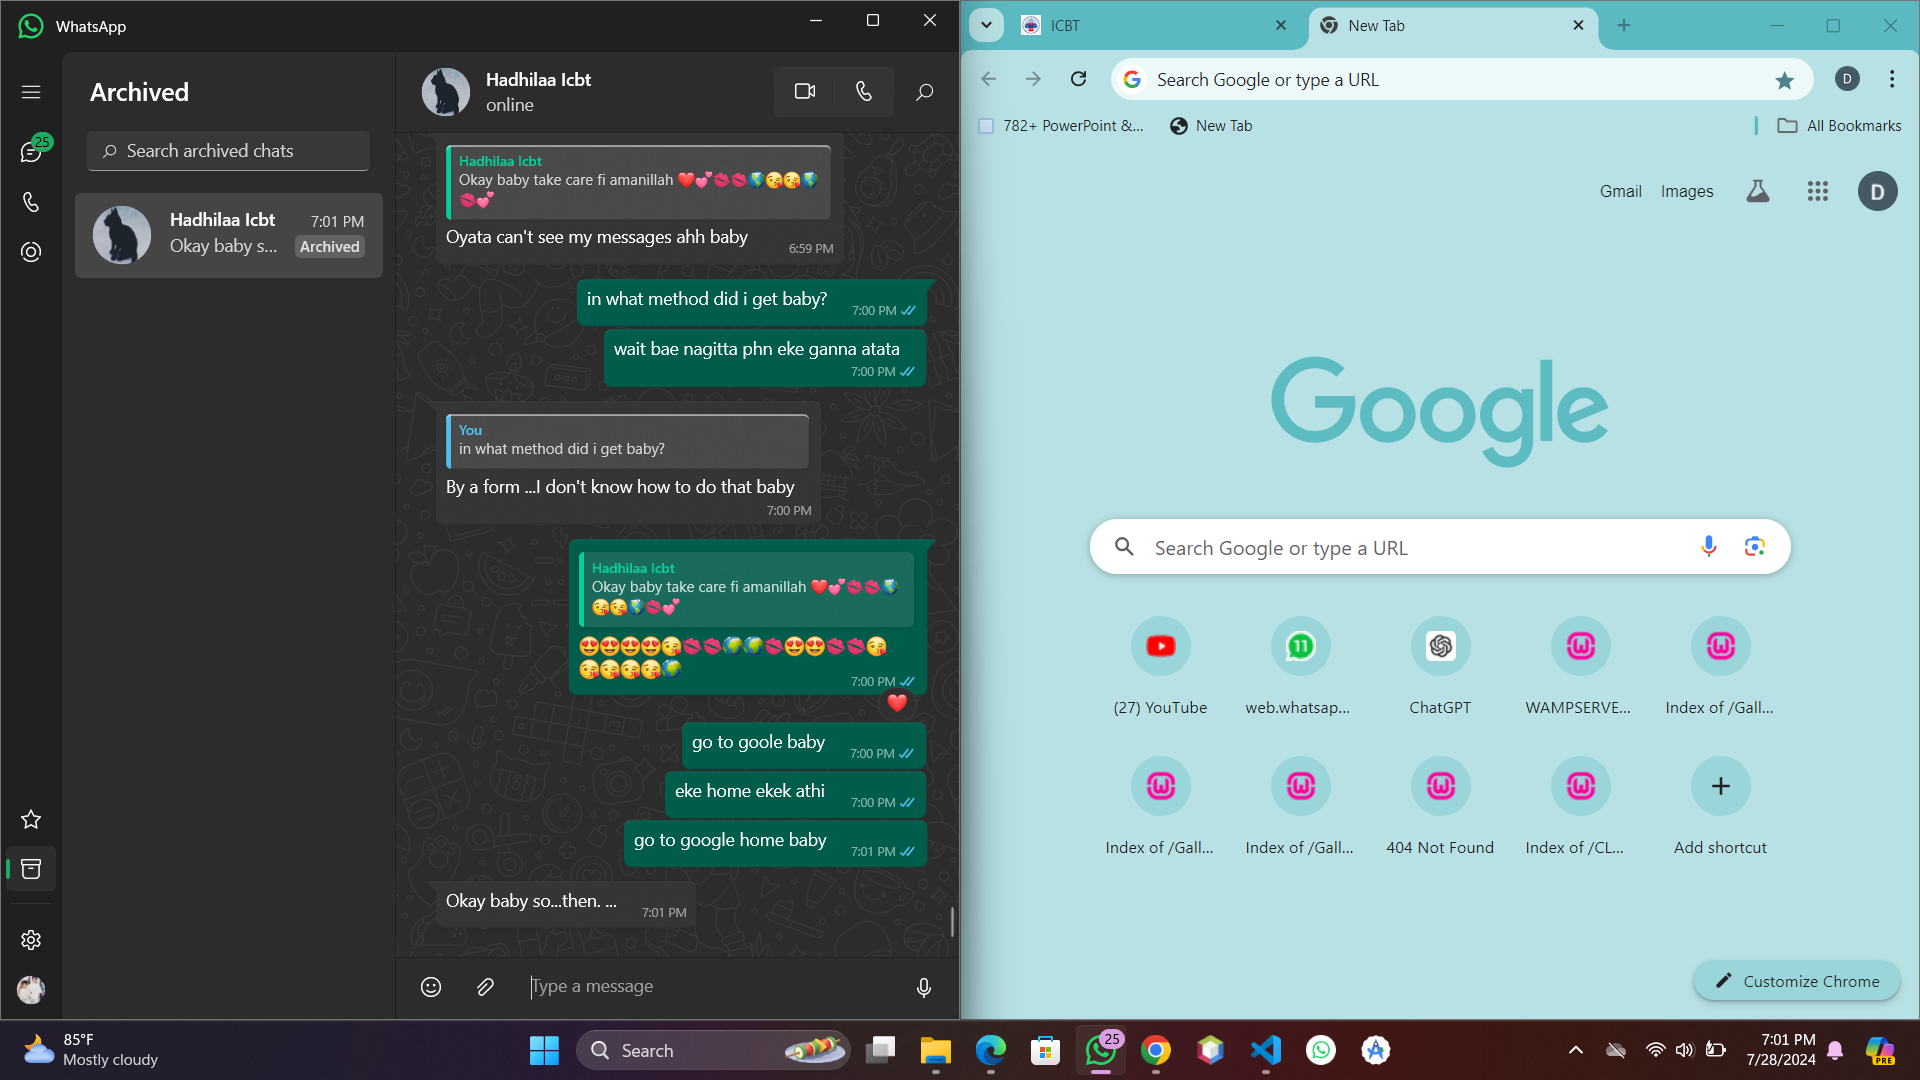 WhatsApp
25
Archived
Search archived chats
Hadhilaa Icbt
7:01 PM
Okay baby s...
Archived
Hadhilaa Icbt
online
Hadhilaa Icbt
Okay baby take care fi amanillah ❤️💕💋💋🌎😘😘🌎
💋💕
Oyata can't see my messages ahh baby
6:59 PM
in what method did i get baby?
7:00 PM
wait bae nagitta phn eke ganna atata
7:00 PM
You
in what method did i get baby?
By a form ...I don't know how to do that baby
7:00 PM
Hadhilaa Icbt
Okay baby take care fi amanillah ❤️💕💋💋🌎
😘😘🌎💋💕
😍😍😍😍😘💋💋🌍🌍💋😍😍💋💋😘
😘😘😘😘🌍
7:00 PM
❤️
go to goole baby
7:00 PM
eke home ekek athi
7:00 PM
go to google home baby
7:01 PM
Okay baby so...then. ...
7:01 PM
Type a message
ICBT
New Tab
Search Google or type a URL
D
782+ PowerPoint &...
New Tab
All Bookmarks
Gmail
Images
D
Google
Search Google or type a URL
11
(27) YouTube
web.whatsap...
ChatGPT
WAMPSERVE...
Index of /Gall...
Index of /Gall...
Index of /Gall...
404 Not Found
Index of /CL...
Add shortcut
Customize Chrome
85°F
Mostly cloudy
Search
25
7:01 PM
7/28/2024
PRE